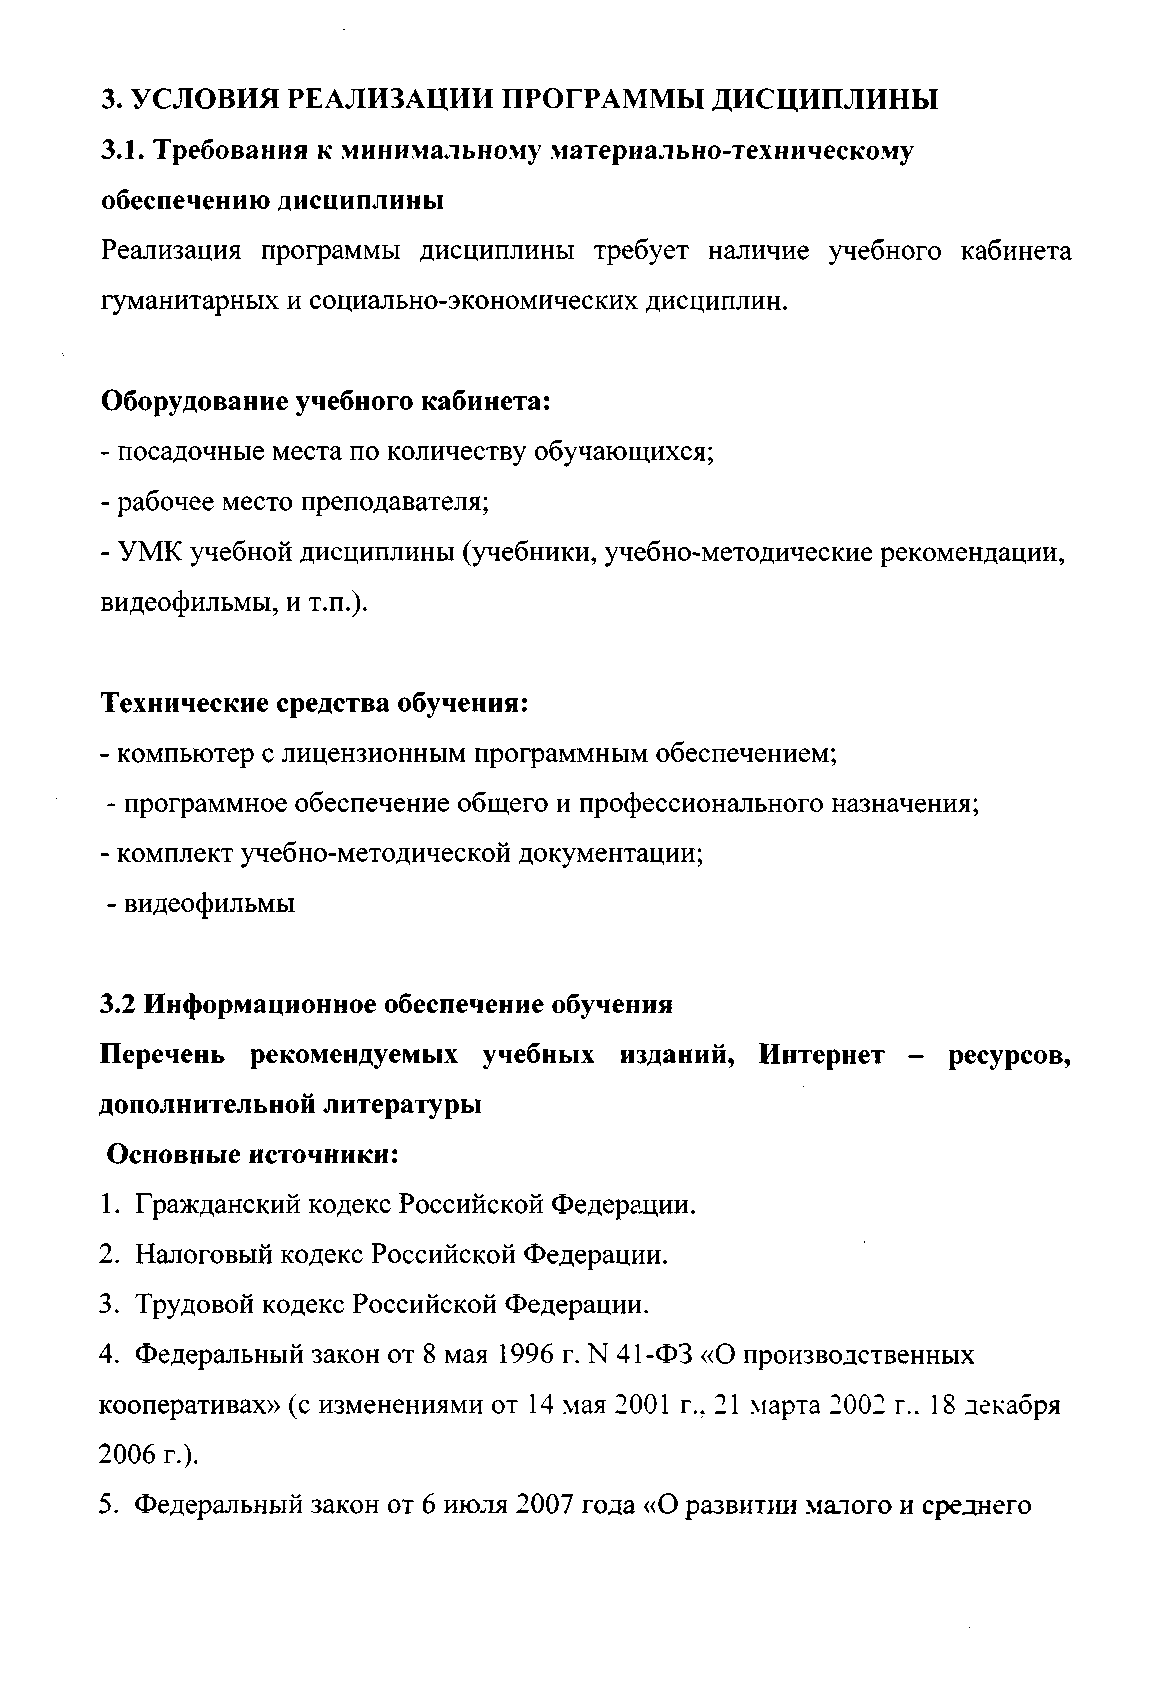 3. УСЛОВИЯ РЕАЛИЗАЦИИ ПРОГРАММЫ ДИСЦИПЛИНЫ
3.1. Требования к минимальному материально-техническому
обеспечению дисциплины
Реализация программы дисциплины требует наличие учебного кабинета
гуманитарных и социально-экономических дисциплин.
Оборудование учебного кабинета:
- посадочные места по количеству обучающихся;
- рабочее место преподавателя;
- УМК учебной дисциплины (учебники, учебно-методические рекомендации,
видеофильмы, и т.п.).
Технические средства обучения:
- компьютер с лицензионным программным обеспечением;
- программное обеспечение общего и профессионального назначения;
- комплект учебно-методической документации;
- видеофильмы
3.2 Информационное обеспечение обучения
Перечень рекомендуемых учебных изданий, Интернет – ресурсов,
дополнительной литературы
Основные источники:
1. Гражданский кодекс Российской Федерации.
2. Налоговый кодекс Российской Федерации.
3. Трудовой кодекс Российской Федерации.
4. Федеральный закон от 8 мая 1996 г. N 41-ФЗ «О производственных
кооперативах» (с изменениями от 14 мая 2001 г., 21 марта 2002 г., 18 декабря
2006 г.).
5. Федеральный закон от 6 июля 2007 года «О развитии малого и среднего